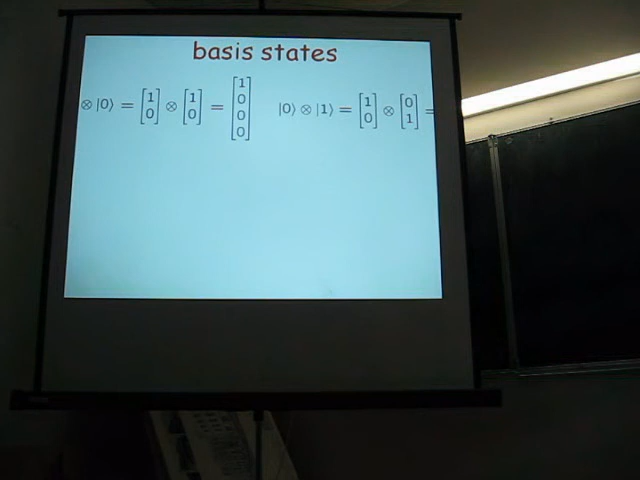 basis states
⊗ |0⟩ = [1 0] ⊗ [1 0] = [1 0 0 0] |0⟩ ⊗ |1⟩ = [1 0] ⊗ [0 1] =